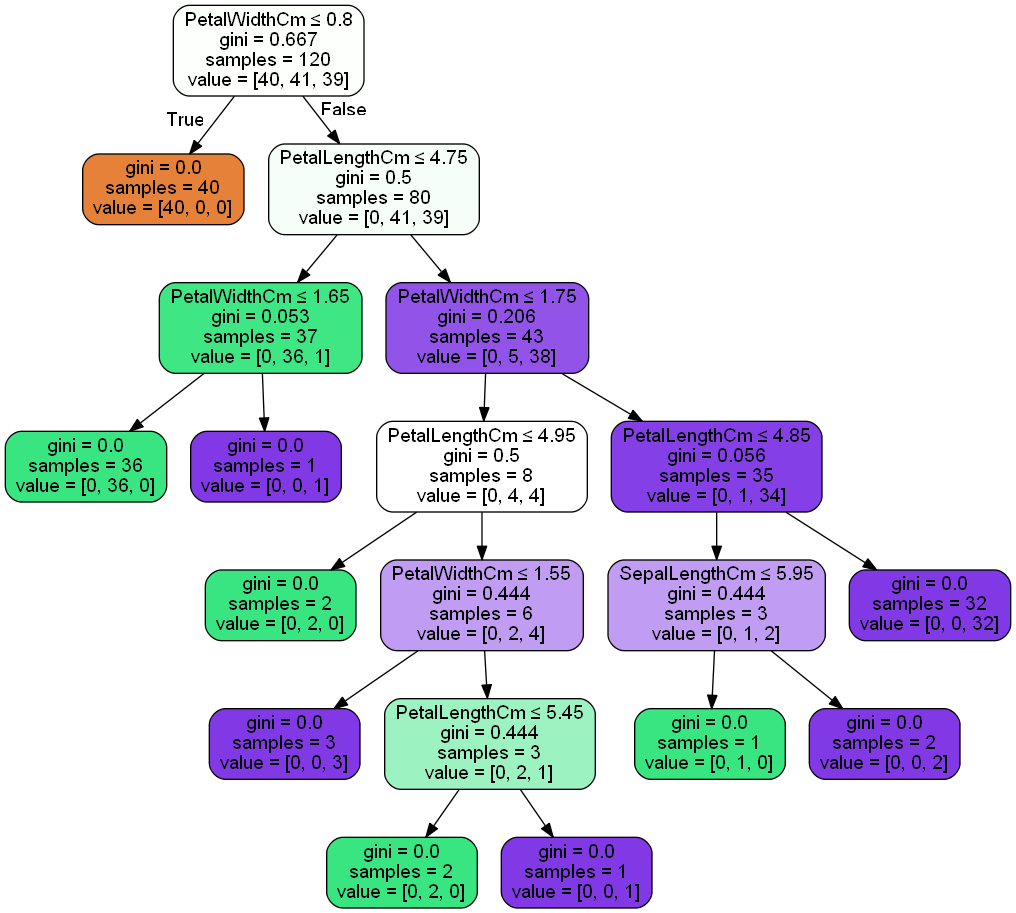 PetalWidthCm ≤ 0.8
gini = 0.667
samples = 120
value = [40, 41, 39]
True
False
gini = 0.0
samples = 40
value = [40, 0, 0]
PetalLengthCm ≤ 4.75
gini = 0.5
samples = 80
value = [0, 41, 39]
PetalWidthCm ≤ 1.65
gini = 0.053
samples = 37
value = [0, 36, 1]
PetalWidthCm ≤ 1.75
gini = 0.206
samples = 43
value = [0, 5, 38]
gini = 0.0
samples = 36
value = [0, 36, 0]
gini = 0.0
samples = 1
value = [0, 0, 1]
PetalLengthCm ≤ 4.95
gini = 0.5
samples = 8
value = [0, 4, 4]
PetalLengthCm ≤ 4.85
gini = 0.056
samples = 35
value = [0, 1, 34]
gini = 0.0
samples = 2
value = [0, 2, 0]
PetalWidthCm ≤ 1.55
gini = 0.444
samples = 6
value = [0, 2, 4]
SepalLengthCm ≤ 5.95
gini = 0.444
samples = 3
value = [0, 1, 2]
gini = 0.0
samples = 32
value = [0, 0, 32]
gini = 0.0
samples = 3
value = [0, 0, 3]
PetalLengthCm ≤ 5.45
gini = 0.444
samples = 3
value = [0, 2, 1]
gini = 0.0
samples = 1
value = [0, 1, 0]
gini = 0.0
samples = 2
value = [0, 0, 2]
gini = 0.0
samples = 2
value = [0, 2, 0]
gini = 0.0
samples = 1
value = [0, 0, 1]